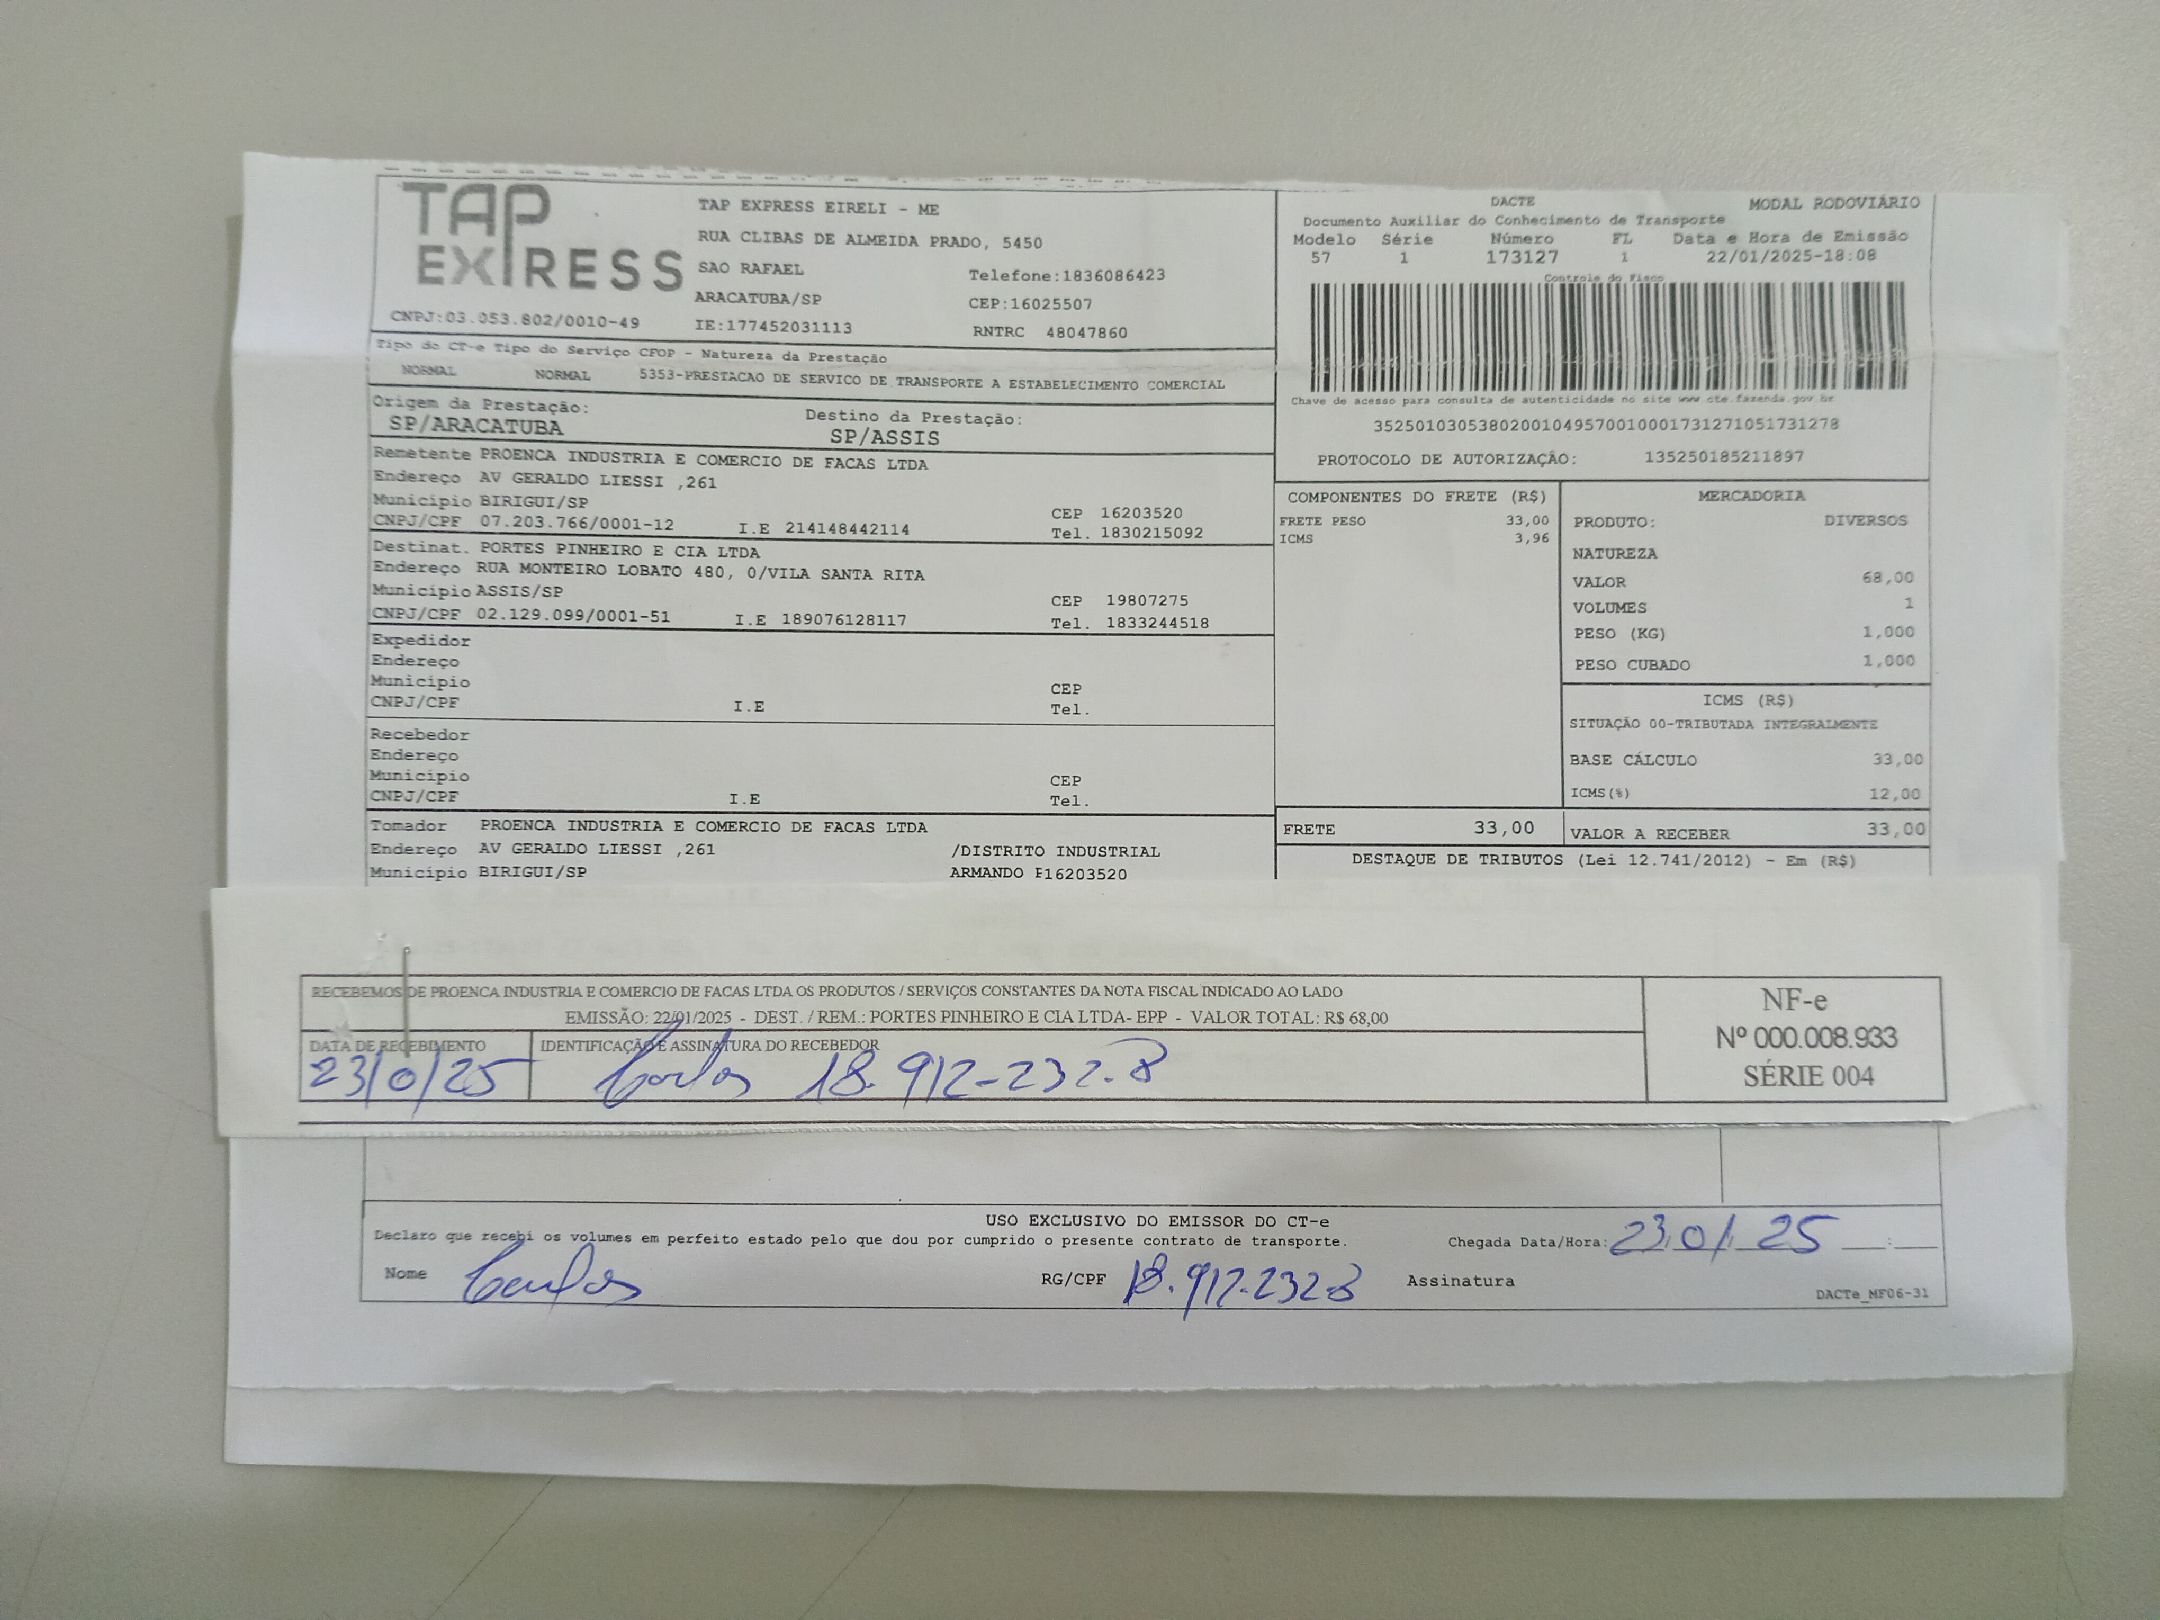 TAP EXPRESS
TAP EXPRESS EIRELI - ME
RUA CLIBAS DE ALMEIDA PRADO, 5450
SAO RAFAEL Telefone:1836086423
ARACATUBA/SP CEP:16025507
CNPJ:03.053.802/0010-49 IE:177452031113 RNTRC 48047860
DACTE MODAL RODOVIÁRIO
Documento Auxiliar do Conhecimento de Transporte
Modelo Série Número FL Data e Hora de Emissão
57 1 173127 1 22/01/2025-18:08
Controle do Fisco
Chave de acesso para consulta de autenticidade no site www.cte.fazenda.gov.br
35250103053802001049570010001731271051731278
PROTOCOLO DE AUTORIZAÇÃO: 135250185211897
Tipo do CT-e Tipo do Serviço CFOP - Natureza da Prestação
NORMAL NORMAL 5353-PRESTACAO DE SERVICO DE TRANSPORTE A ESTABELECIMENTO COMERCIAL
Origem da Prestação: Destino da Prestação:
SP/ARACATUBA SP/ASSIS
Remetente PROENCA INDUSTRIA E COMERCIO DE FACAS LTDA
Endereço AV GERALDO LIESSI ,261
Município BIRIGUI/SP CEP 16203520
CNPJ/CPF 07.203.766/0001-12 I.E 214148442114 Tel. 1830215092
Destinat. PORTES PINHEIRO E CIA LTDA
Endereço RUA MONTEIRO LOBATO 480, 0/VILA SANTA RITA
Município ASSIS/SP CEP 19807275
CNPJ/CPF 02.129.099/0001-51 I.E 189076128117 Tel. 1833244518
Expedidor
Endereço
Município CEP
CNPJ/CPF I.E Tel.
Recebedor
Endereço
Município CEP
CNPJ/CPF I.E Tel.
Tomador PROENCA INDUSTRIA E COMERCIO DE FACAS LTDA
Endereço AV GERALDO LIESSI ,261 /DISTRITO INDUSTRIAL
Município BIRIGUI/SP ARMANDO P16203520
COMPONENTES DO FRETE (R$)
FRETE PESO 33,00
ICMS 3,96
MERCADORIA
PRODUTO: DIVERSOS
NATUREZA
VALOR 68,00
VOLUMES 1
PESO (KG) 1,000
PESO CUBADO 1,000
ICMS (R$)
SITUAÇÃO 00-TRIBUTADA INTEGRALMENTE
BASE CÁLCULO 33,00
ICMS(%) 12,00
FRETE 33,00 VALOR A RECEBER 33,00
DESTAQUE DE TRIBUTOS (Lei 12.741/2012) - Em (R$)
RECEBEMOS DE PROENCA INDUSTRIA E COMERCIO DE FACAS LTDA OS PRODUTOS / SERVIÇOS CONSTANTES DA NOTA FISCAL INDICADO AO LADO
EMISSÃO: 22/01/2025 - DEST. / REM.: PORTES PINHEIRO E CIA LTDA- EPP - VALOR TOTAL: R$ 68,00
DATA DE RECEBIMENTO IDENTIFICAÇÃO E ASSINATURA DO RECEBEDOR
23/0/25 Carlos 18.912-232-8
NF-e
Nº 000.008.933
SÉRIE 004
USO EXCLUSIVO DO EMISSOR DO CT-e
Declaro que recebi os volumes em perfeito estado pelo que dou por cumprido o presente contrato de transporte. Chegada Data/Hora: 23/01/25 __:__
Nome Carlos RG/CPF 18.912-232-8 Assinatura
DACTe_MF06-31